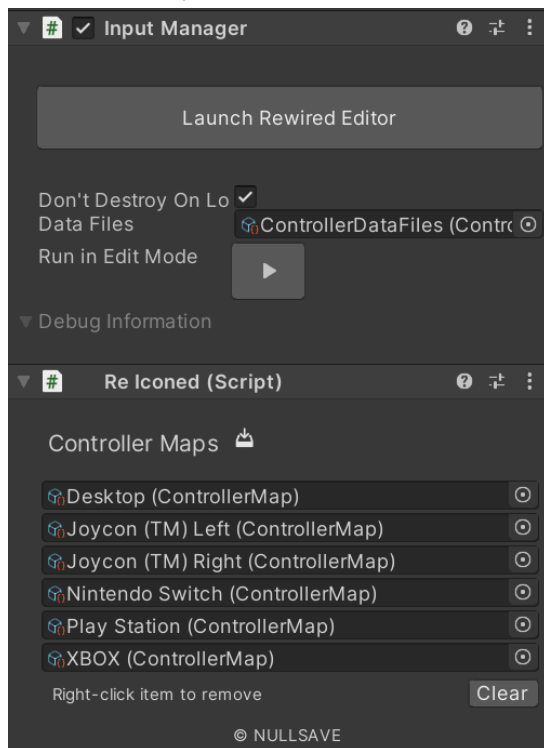 Input Manager
Launch Rewired Editor
Don't Destroy On Lo
Data Files ControllerDataFiles (Contro
Run in Edit Mode
Debug Information
Re Iconed (Script)
Controller Maps
Desktop (ControllerMap)
Joycon (TM) Left (ControllerMap)
Joycon (TM) Right (ControllerMap)
Nintendo Switch (ControllerMap)
Play Station (ControllerMap)
XBOX (ControllerMap)
Right-click item to remove Clear
© NULLSAVE